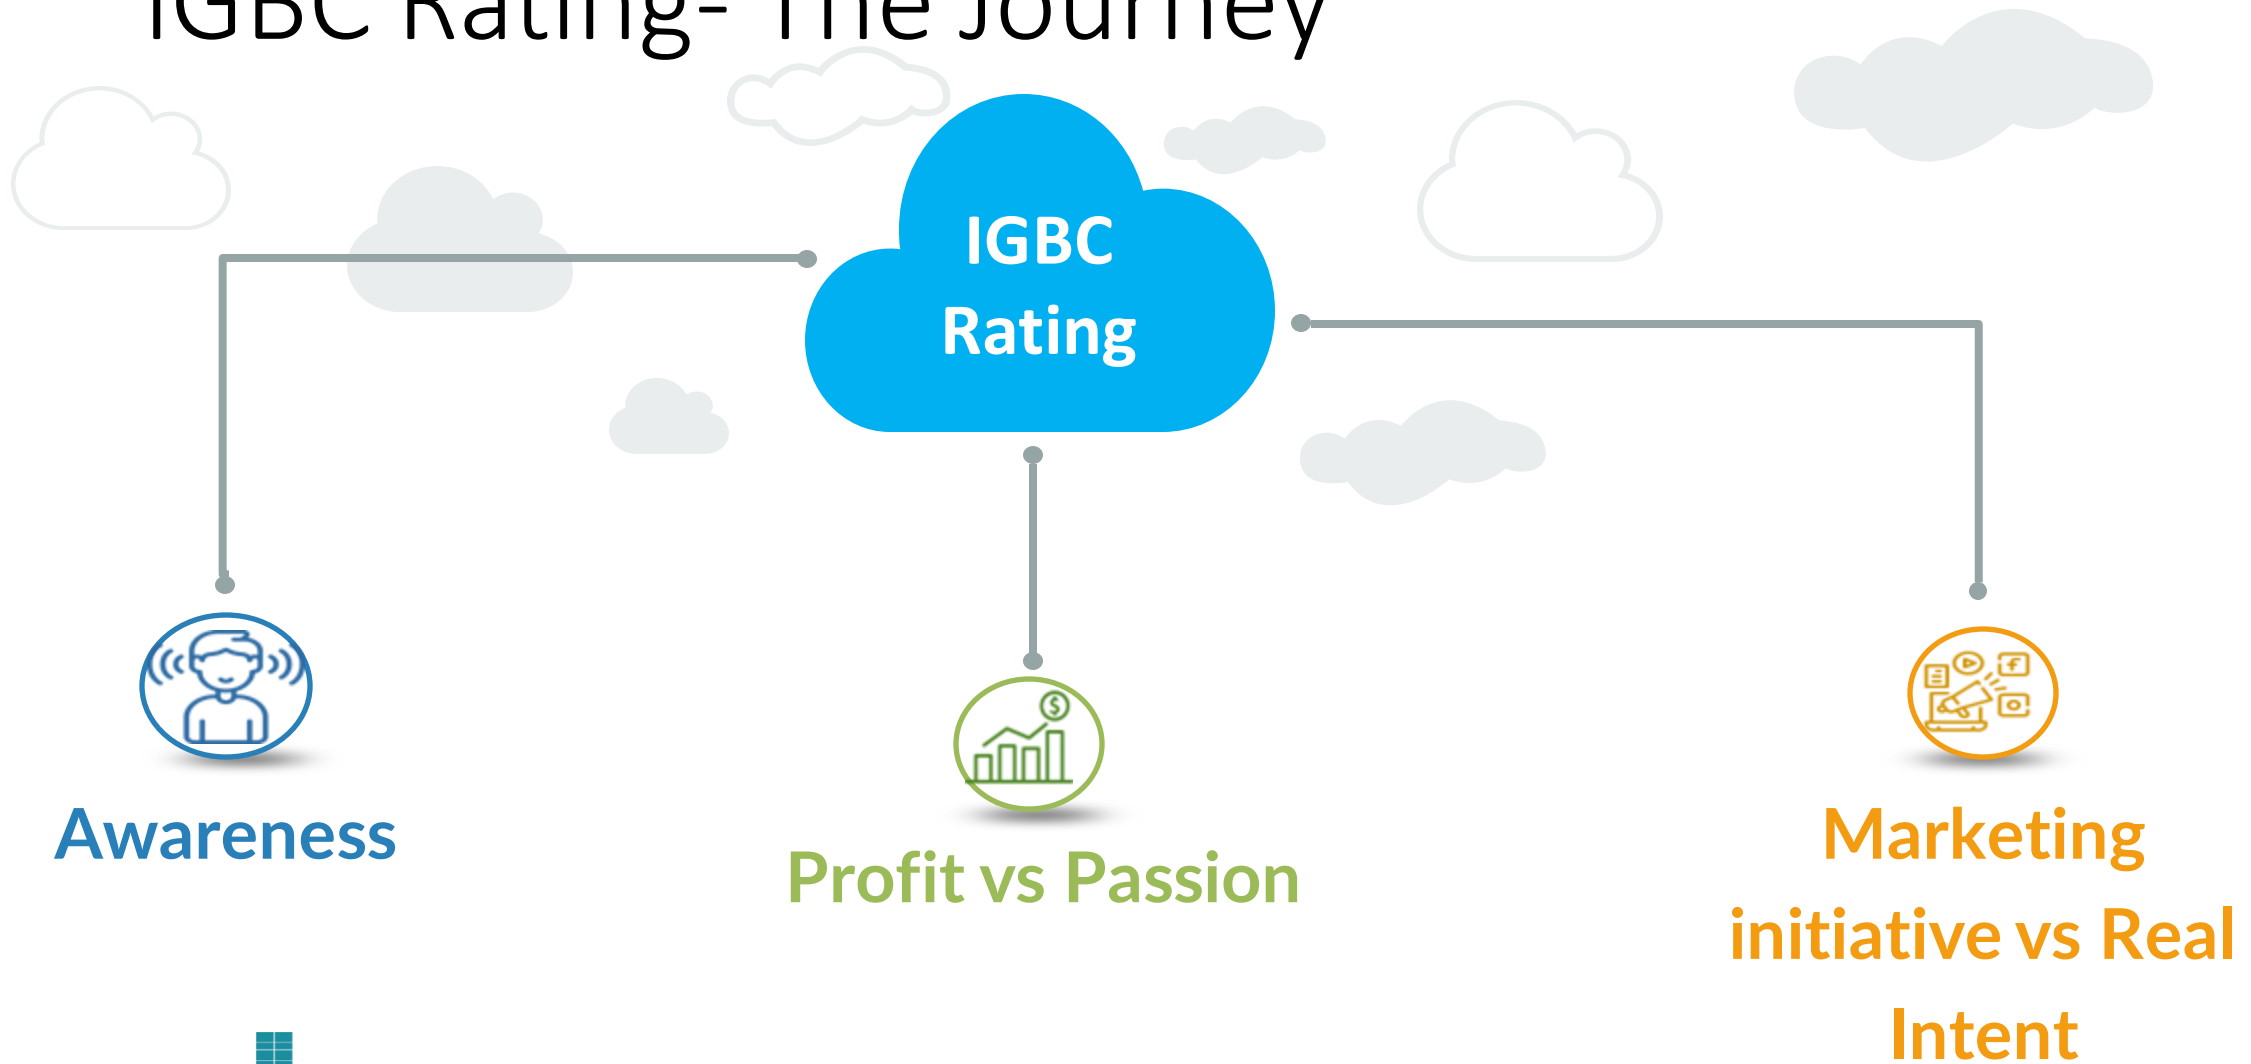 IGBC Rating- The Journey
IGBC
Rating
Awareness
Profit vs Passion
Marketing
initiative vs Real
Intent